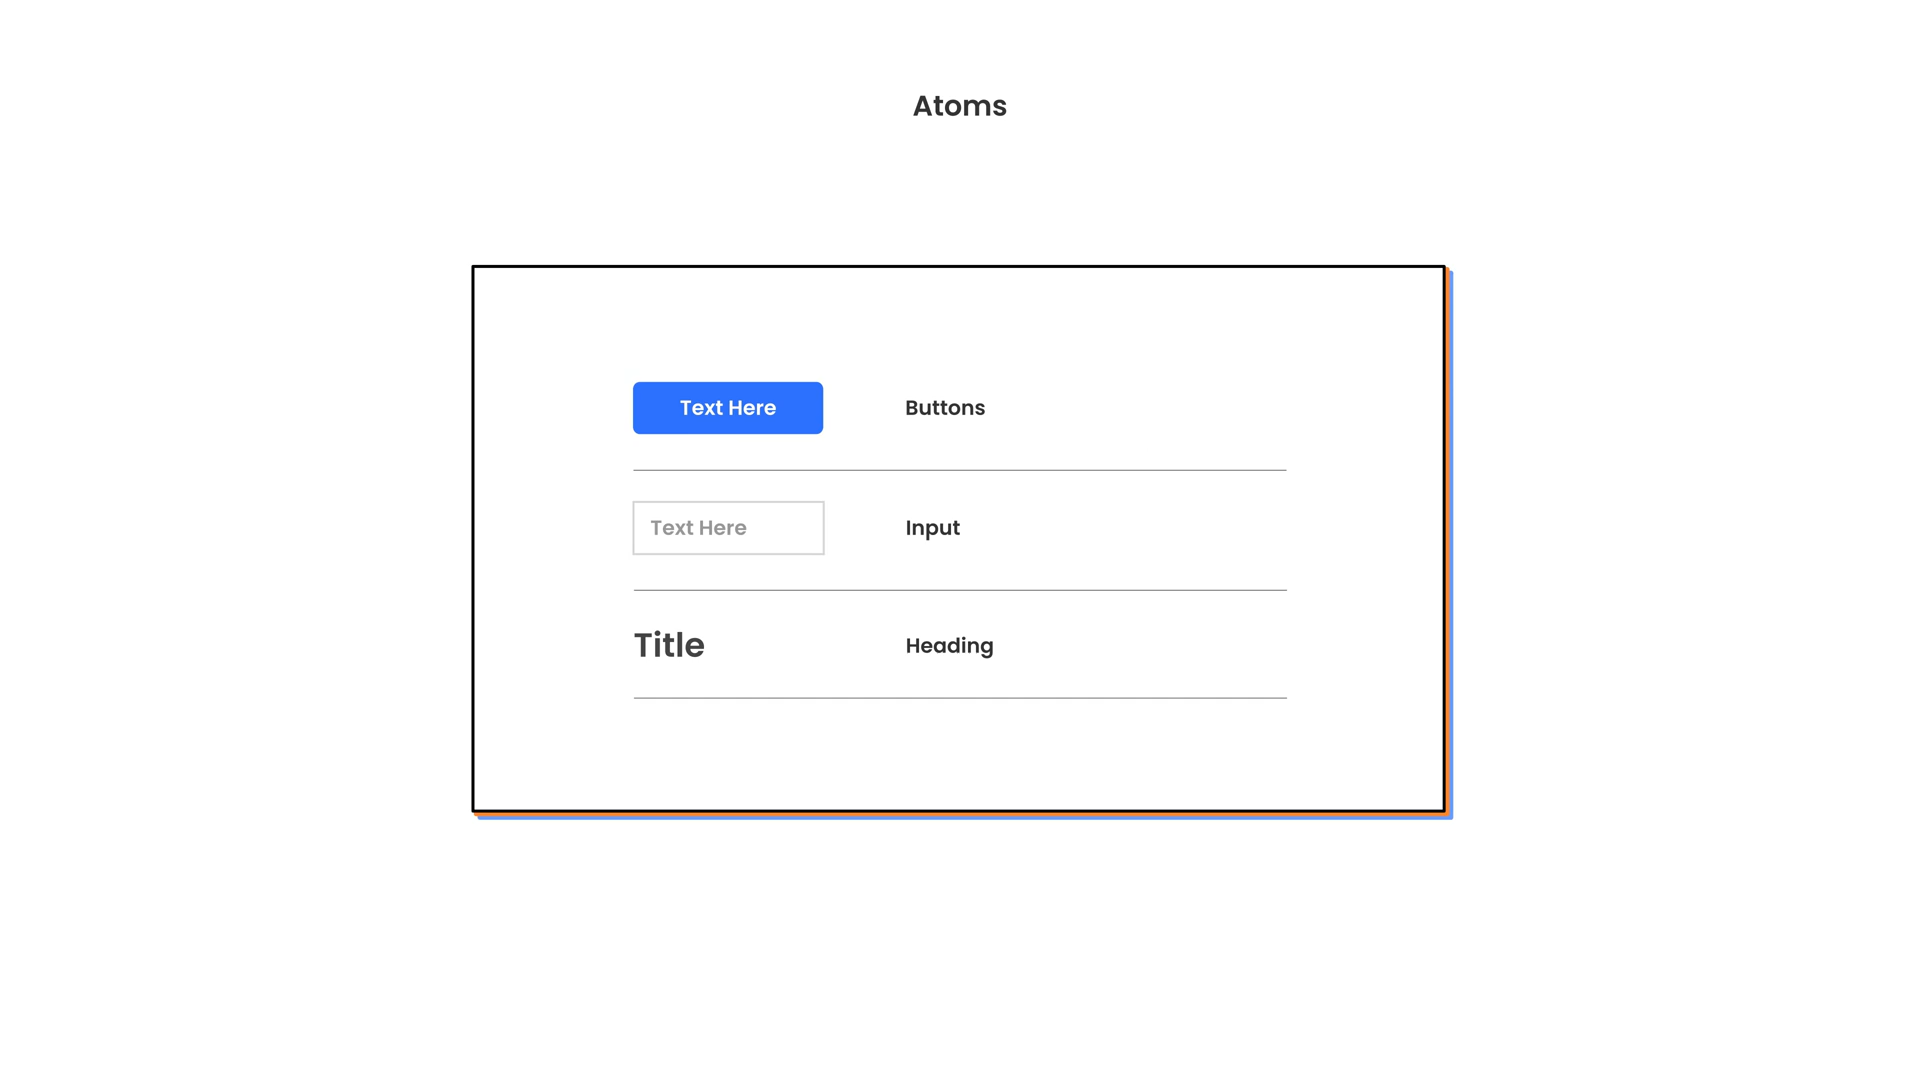 Atoms
Text Here
Buttons
Text Here
Input
Title
Heading